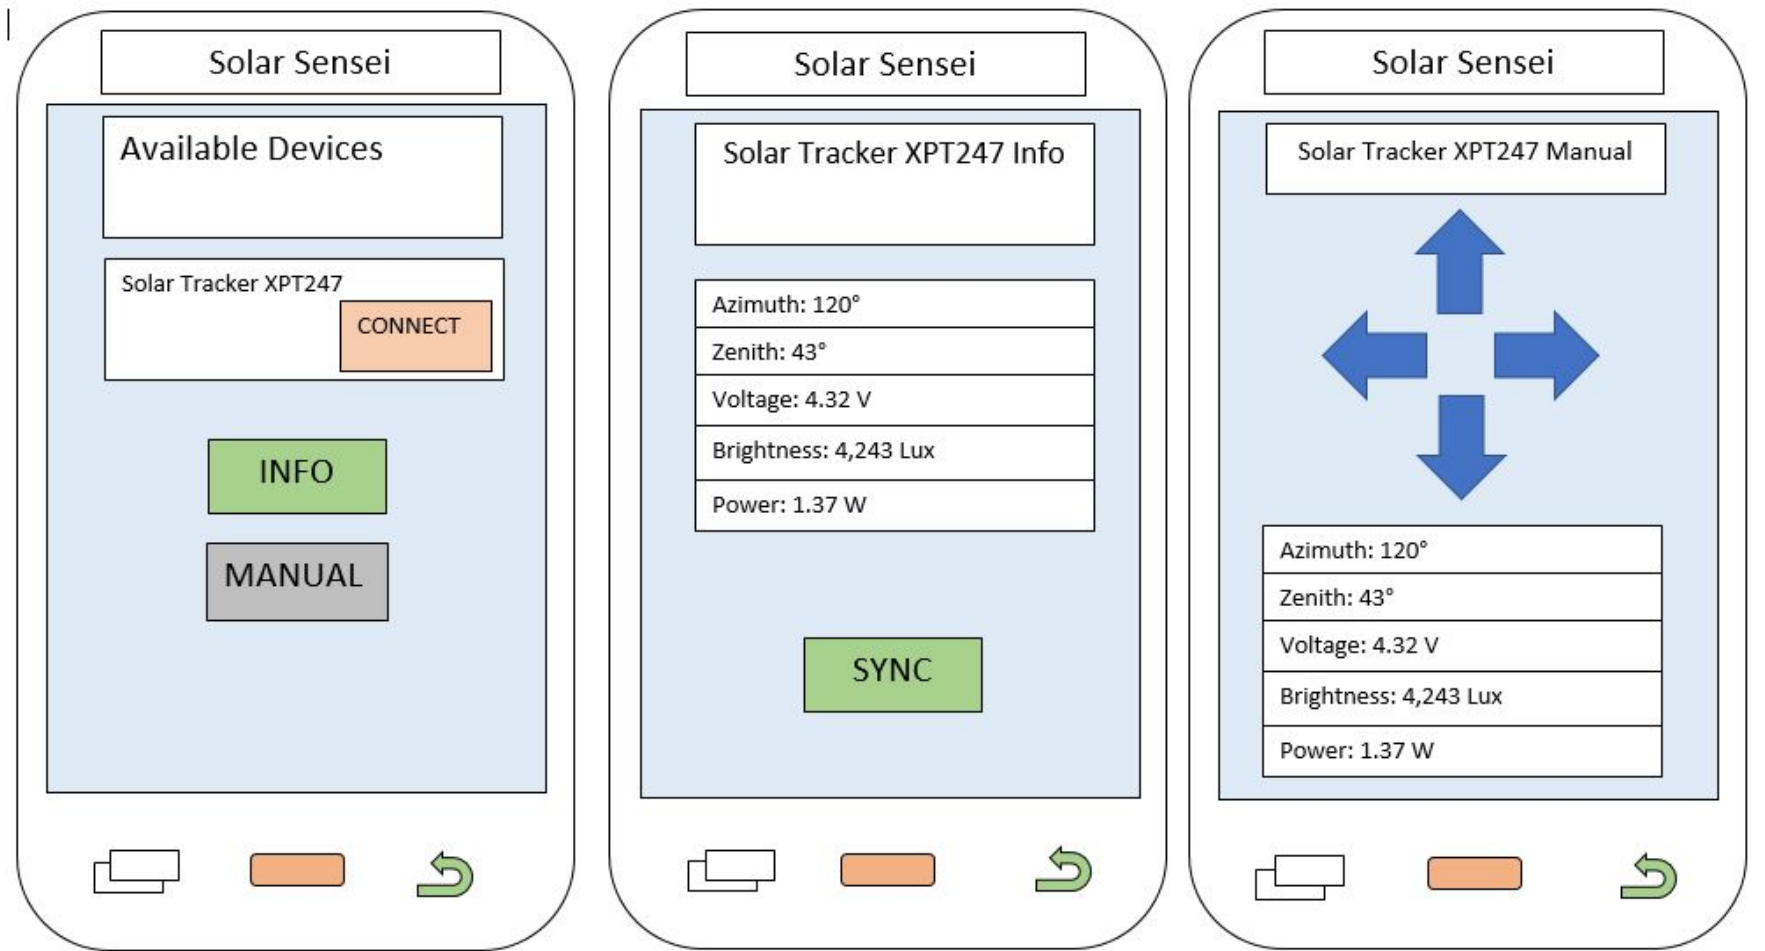 Solar Sensei
Available Devices
Solar Tracker XPT247
CONNECT
INFO
MANUAL
Solar Sensei
Solar Tracker XPT247 Info
Azimuth: 120°
Zenith: 43°
Voltage: 4.32 V
Brightness: 4,243 Lux
Power: 1.37 W
SYNC
Solar Sensei
Solar Tracker XPT247 Manual
Azimuth: 120°
Zenith: 43°
Voltage: 4.32 V
Brightness: 4,243 Lux
Power: 1.37 W